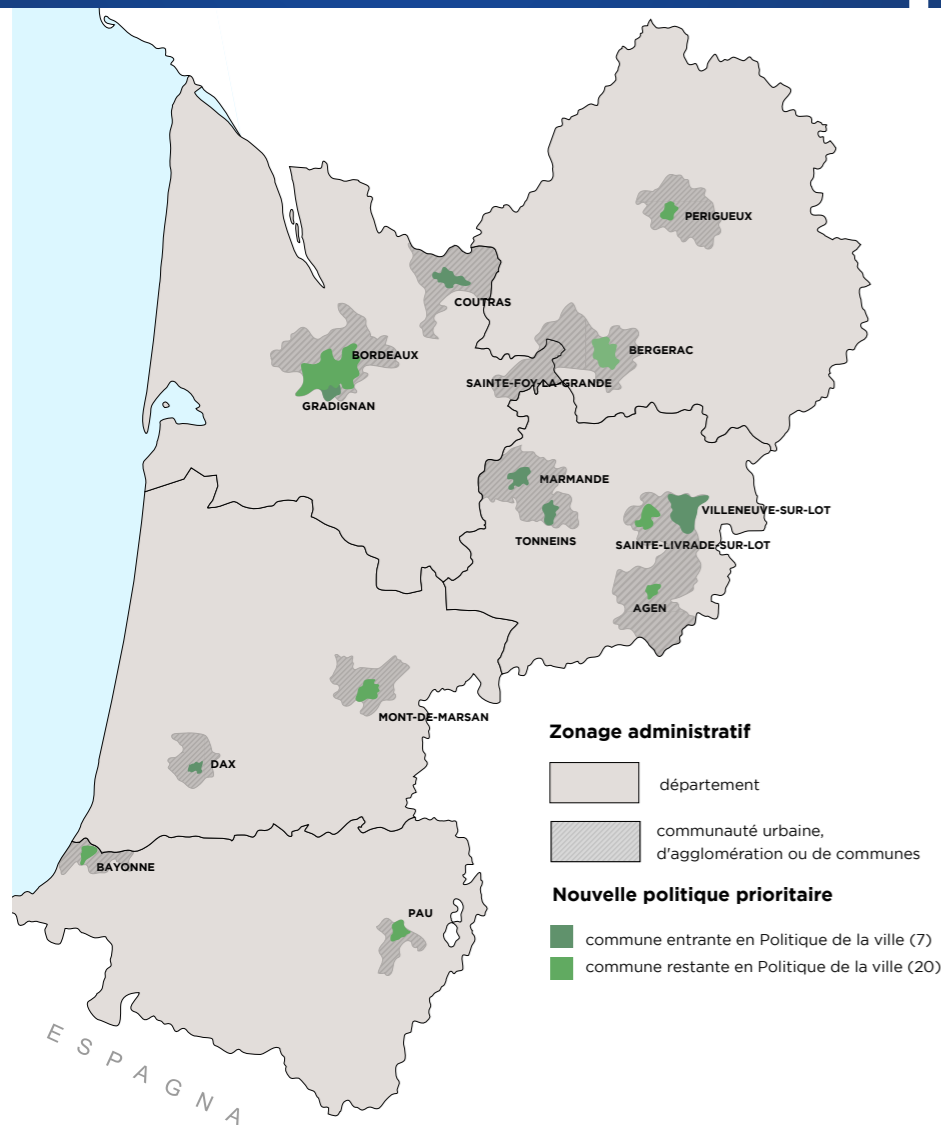 PERIGUEUX
COUTRAS
BORDEAUX
BERGERAC
SAINTE-FOY-LA-GRANDE
GRADIGNAN
MARMANDE
VILLENEUVE-SUR-LOT
TONNEINS
SAINTE-LIVRADE-SUR-LOT
AGEN
MONT-DE-MARSAN
DAX
BAYONNE
PAU
ESPAGNA
Zonage administratif
département
communauté urbaine,
d'agglomération ou de communes
Nouvelle politique prioritaire
commune entrante en Politique de la ville (7)
commune restante en Politique de la ville (20)